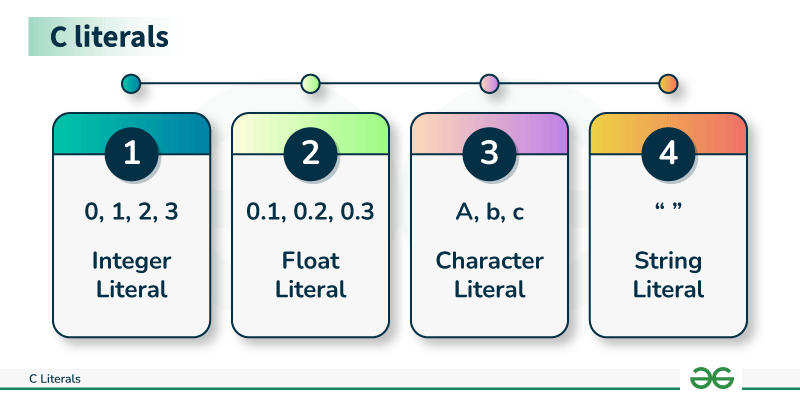 C literals
1
2
3
4
0, 1, 2, 3
0.1, 0.2, 0.3
A, b, c
“ ”
Integer
Literal
Float
Literal
Character
Literal
String
Literal
C Literals